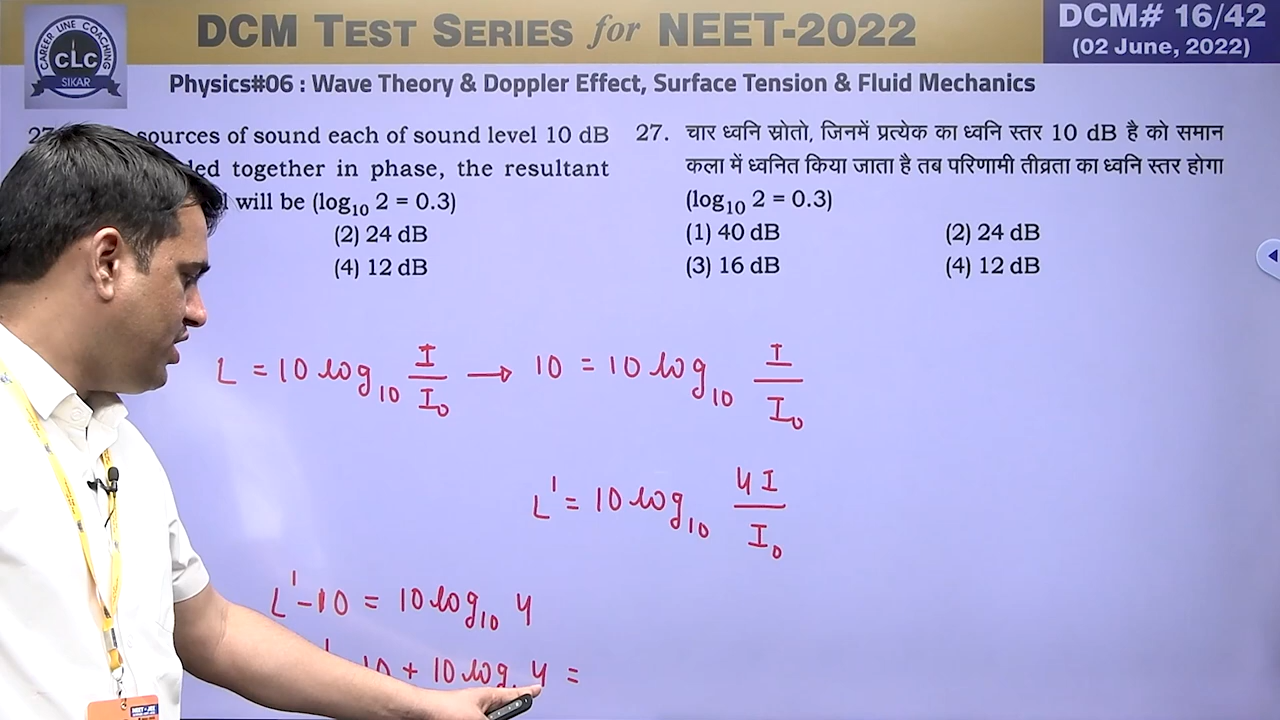 DCM TEST SERIES for NEET-2022
DCM# 16/42
(02 June, 2022)
CAREER LINE COACHING
CLC
SIKAR
Physics#06 : Wave Theory & Doppler Effect, Surface Tension & Fluid Mechanics
sources of sound each of sound level 10 dB
together in phase, the resultant
will be (log₁₀ 2 = 0.3)
(2) 24 dB
(4) 12 dB
27. चार ध्वनि स्रोतो, जिनमें प्रत्येक का ध्वनि स्तर 10 dB है को समान
कला में ध्वनित किया जाता है तब परिणामी तीव्रता का ध्वनि स्तर होगा
(log₁₀ 2 = 0.3)
(1) 40 dB (2) 24 dB
(3) 16 dB (4) 12 dB
L = 10 log₁₀ I/I₀ → 10 = 10 log₁₀ I/I₀
L' = 10 log₁₀ 4I/I₀
L' - 10 = 10 log₁₀ 4
10 + 10 log 4 =